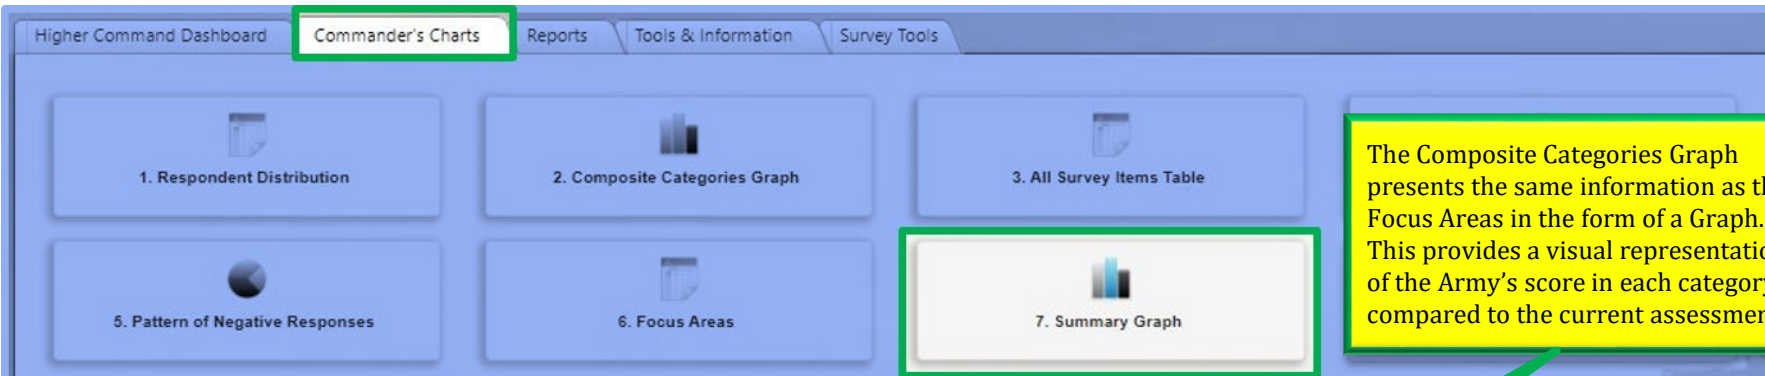 Higher Command Dashboard Commander's Charts Reports Tools & Information Survey Tools
1. Respondent Distribution
2. Composite Categories Graph
3. All Survey Items Table
5. Pattern of Negative Responses
6. Focus Areas
7. Summary Graph
The Composite Categories Graph
presents the same information as
Focus Areas in the form of a Graph.
This provides a visual
of the Army's score in each
compared to the current